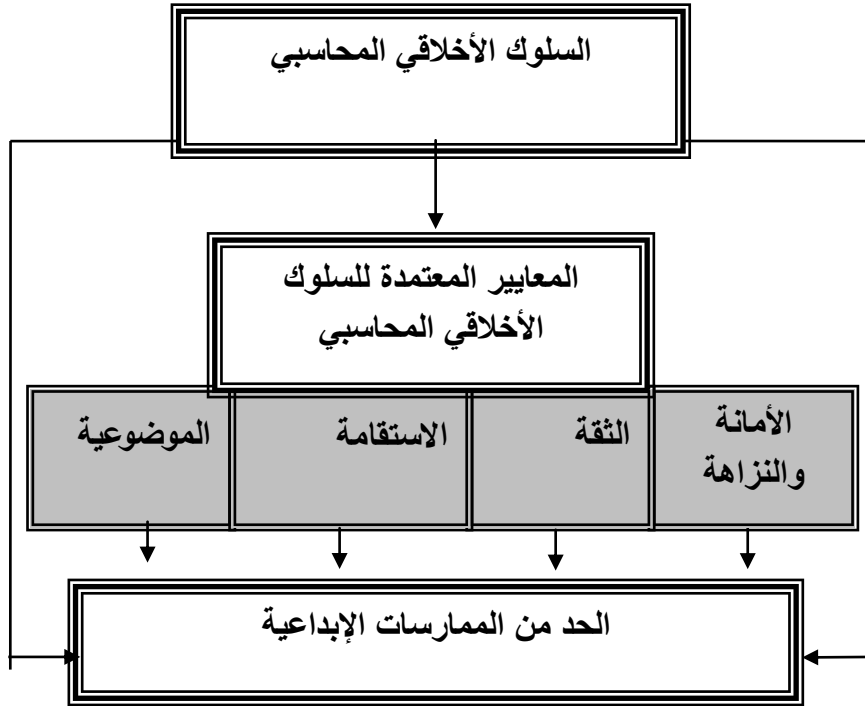 السلوك الأخلاقي المحاسبي
المعايير المعتمدة للسلوك
الأخلاقي المحاسبي
الأمانة
والنزاهة
الثقة
الاستقامة
الموضوعية
الحد من الممارسات الإبداعية